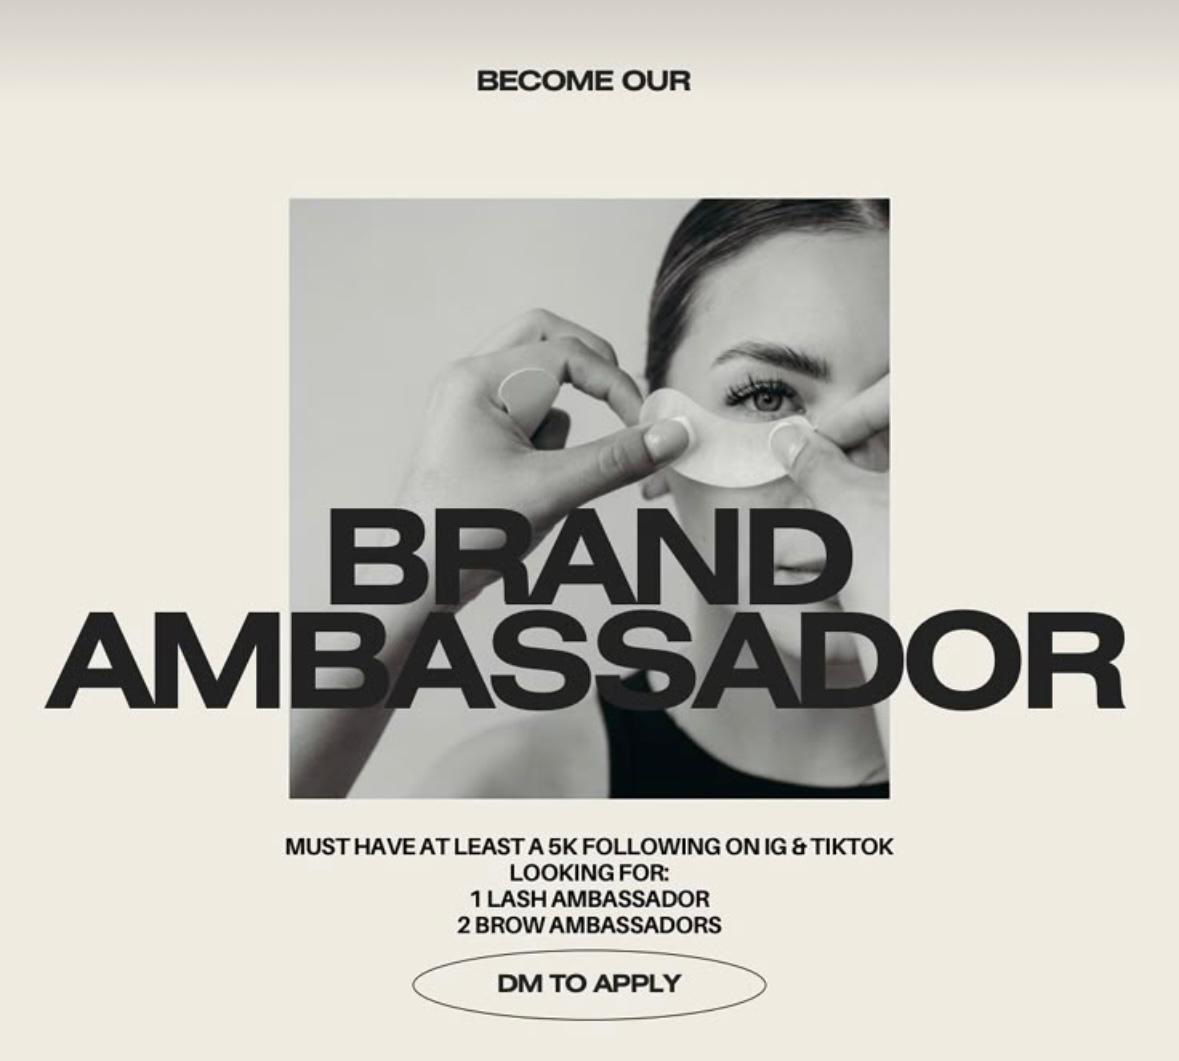 BECOME OUR
BRAND
AMBASSADOR
MUST HAVE AT LEAST A 5K FOLLOWING ON IG & TIKTOK
LOOKING FOR:
1 LASH AMBASSADOR
2 BROW AMBASSADORS
DM TO APPLY